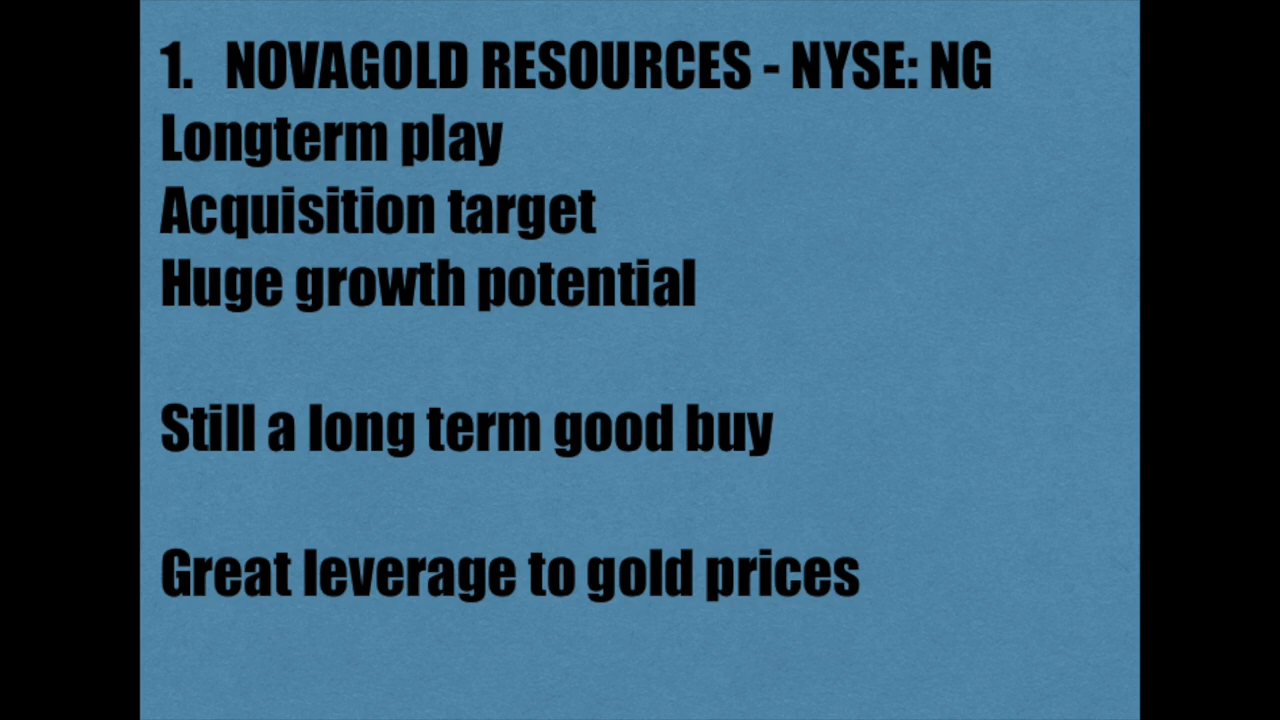 1. NOVAGOLD RESOURCES - NYSE: NG
Longterm play
Acquisition target
Huge growth potential
Still a long term good buy
Great leverage to gold prices